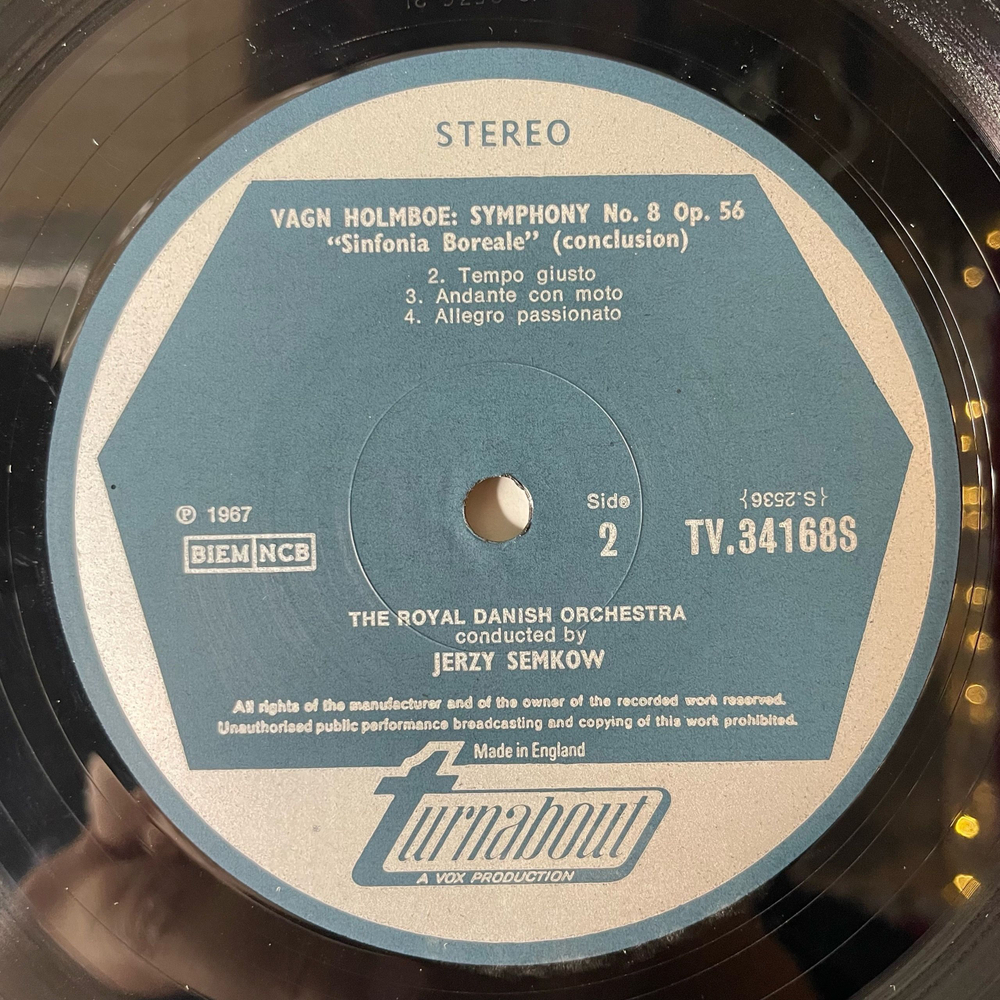 STEREO
VAGN HOLMBOE: SYMPHONY No. 8 Op. 56
“Sinfonia Boreale” (conclusion)
2. Tempo giusto
3. Andante con moto
4. Allegro passionato
℗ 1967
BIEM NCB
Side
2
{S.2536}
TV.34168S
THE ROYAL DANISH ORCHESTRA
conducted by
JERZY SEMKOW
All rights of the manufacturer and of the owner of the recorded work reserved.
Unauthorised public performance broadcasting and copying of this work prohibited.
Made in England
turnabout
A VOX PRODUCTION